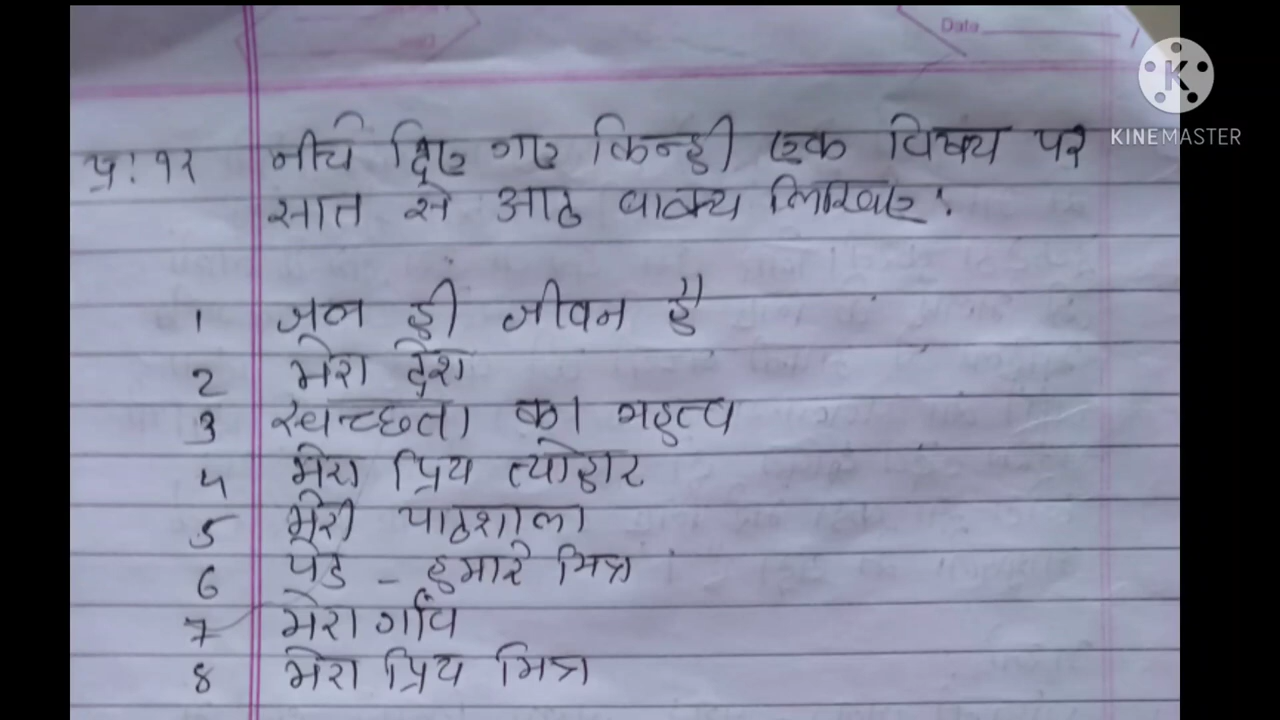 Date
KINEMASTER
प्र: १२ नीचे दिए गए किन्ही एक विषय पर
सात से आठ वाक्य लिखिए:
1 जल ही जीवन है
2 मेरा देश
3 स्वच्छता का महत्व
4 मेरा प्रिय त्योहार
5 मेरी पाठशाला
6 पेड - हमारे मित्र
7 मेरा गाँव
8 मेरा प्रिय मित्र